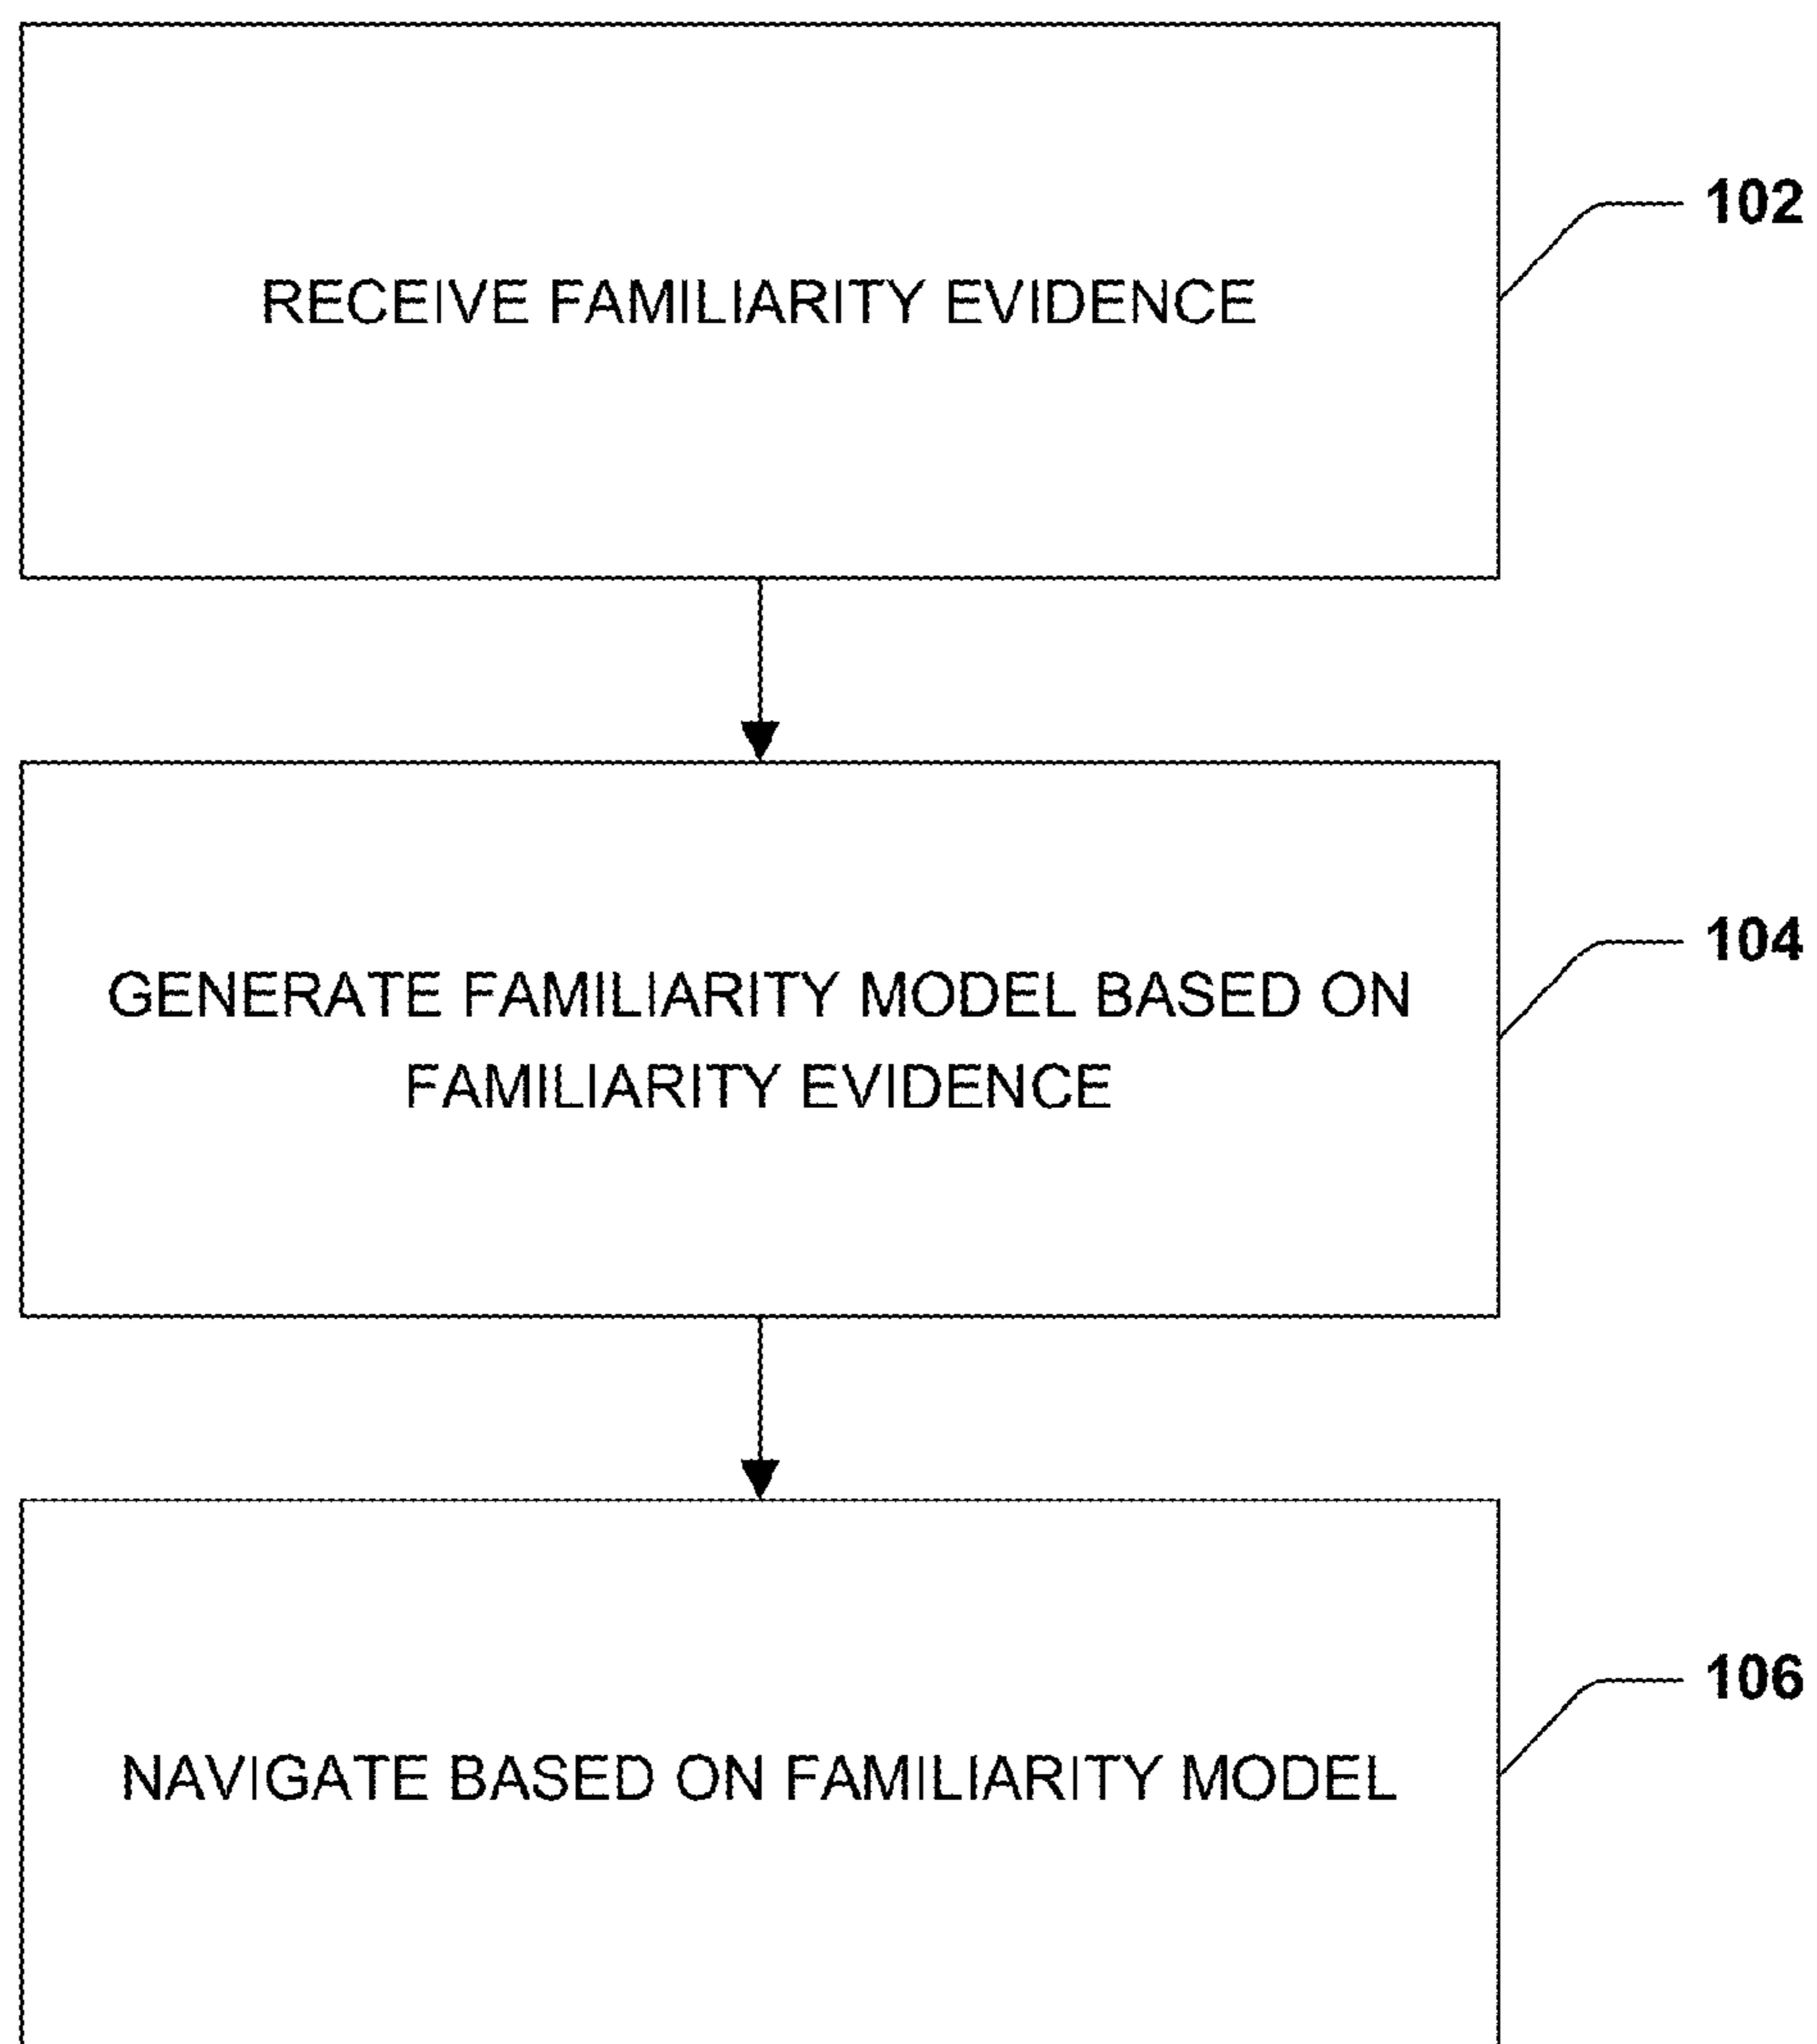 RECEIVE FAMILIARITY EVIDENCE
102
GENERATE FAMILIARITY MODEL BASED ON
FAMILIARITY EVIDENCE
104
NAVIGATE BASED ON FAMILIARITY MODEL
106